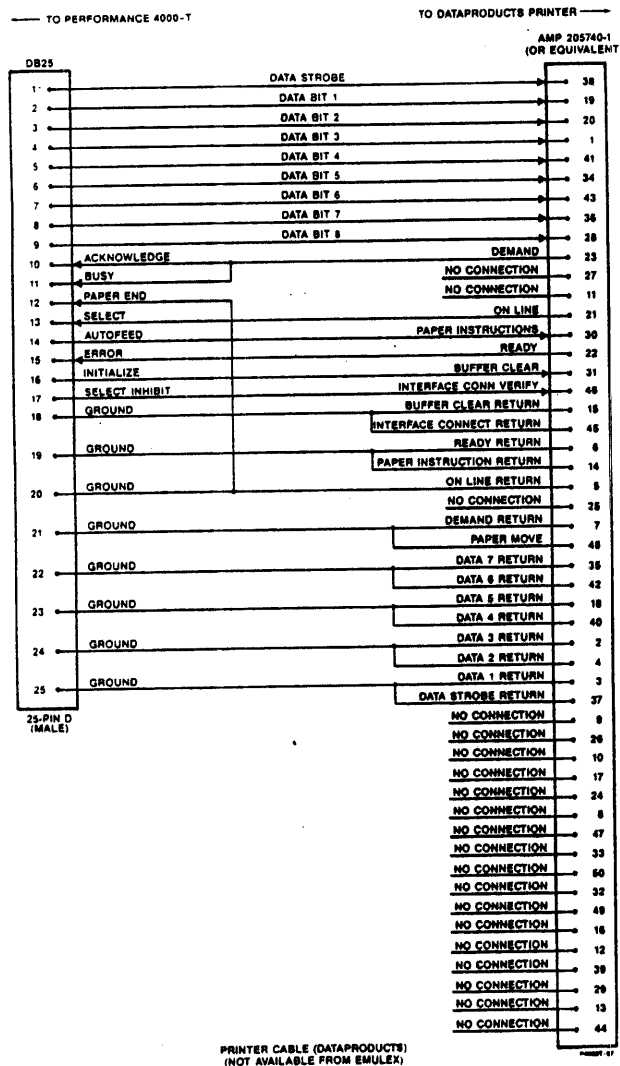 TO PERFORMANCE 4000-T
TO DATAPRODUCTS PRINTER
AMP 205740-1
(OR EQUIVALENT
DB25
1 DATA STROBE 38
2 DATA BIT 1 19
3 DATA BIT 2 20
4 DATA BIT 3 1
5 DATA BIT 4 41
6 DATA BIT 5 34
7 DATA BIT 6 43
8 DATA BIT 7 36
9 DATA BIT 8 28
10 ACKNOWLEDGE DEMAND 23
11 BUSY NO CONNECTION 27
12 PAPER END NO CONNECTION 11
13 SELECT ON LINE 21
14 AUTOFEED PAPER INSTRUCTIONS 30
15 ERROR READY 22
16 INITIALIZE BUFFER CLEAR 31
17 SELECT INHIBIT INTERFACE CONN VERIFY 46
18 GROUND BUFFER CLEAR RETURN 15
INTERFACE CONNECT RETURN 45
19 GROUND READY RETURN 6
PAPER INSTRUCTION RETURN 14
20 GROUND ON LINE RETURN 5
NO CONNECTION 25
21 GROUND DEMAND RETURN 7
PAPER MOVE 48
22 GROUND DATA 7 RETURN 35
DATA 6 RETURN 42
23 GROUND DATA 5 RETURN 18
DATA 4 RETURN 40
24 GROUND DATA 3 RETURN 2
DATA 2 RETURN 4
25 GROUND DATA 1 RETURN 3
DATA STROBE RETURN 37
25-PIN D
(MALE)
NO CONNECTION 9
NO CONNECTION 26
NO CONNECTION 10
NO CONNECTION 17
NO CONNECTION 24
NO CONNECTION 8
NO CONNECTION 47
NO CONNECTION 33
NO CONNECTION 50
NO CONNECTION 32
NO CONNECTION 49
NO CONNECTION 16
NO CONNECTION 12
NO CONNECTION 39
NO CONNECTION 29
NO CONNECTION 13
NO CONNECTION 44
PRINTER CABLE (DATAPRODUCTS)
(NOT AVAILABLE FROM EMULEX)